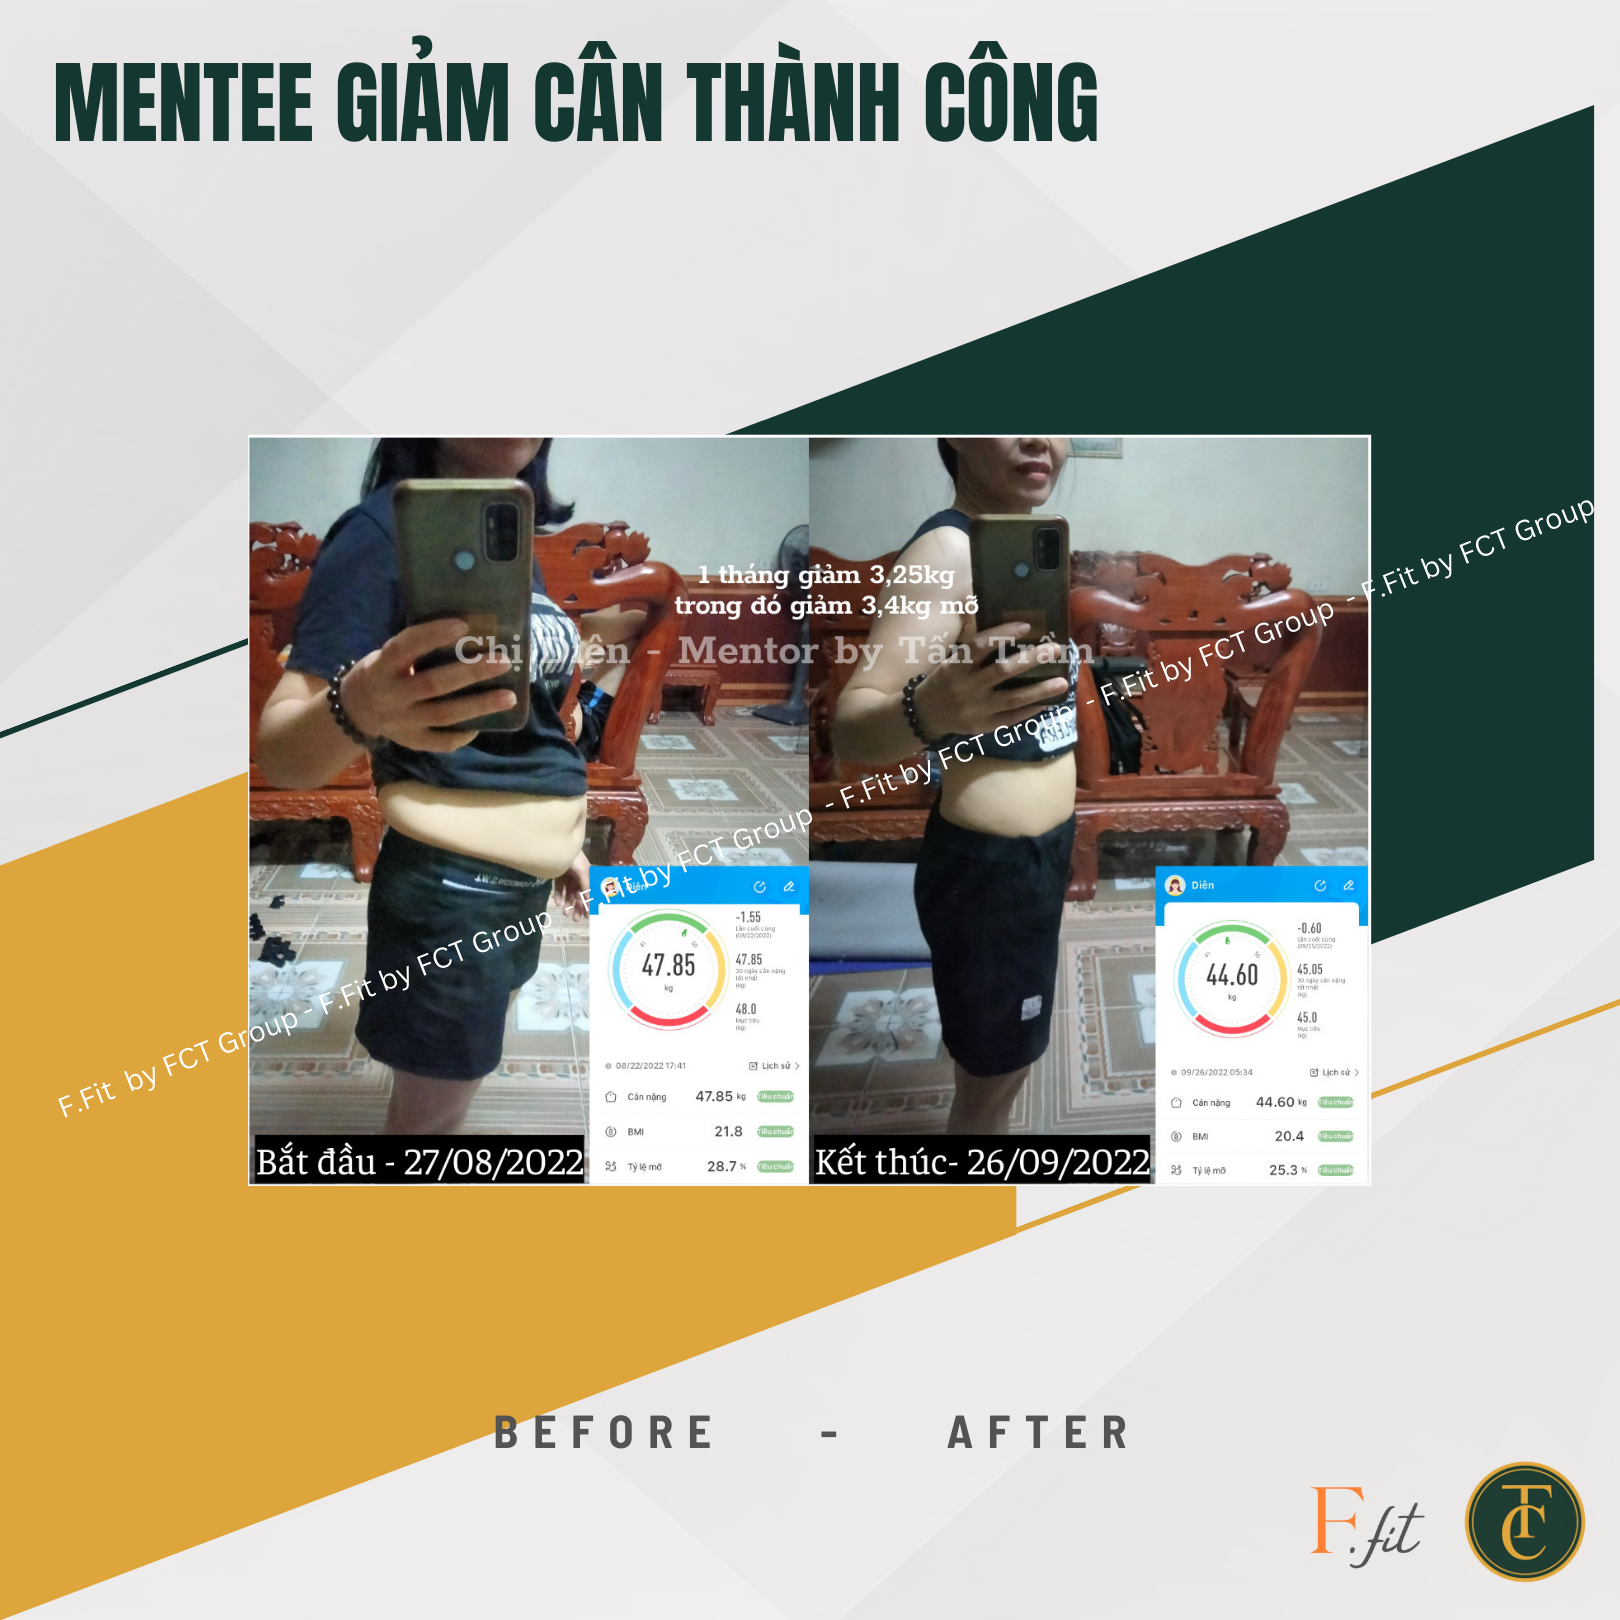 MENTEE GIẢM CÂN THÀNH CÔNG
1 tháng giảm 3,25kg
trong đó giảm 3,4kg mỡ
Chị Diên - Mentor by Tấn Trầm
F.Fit by FCT Group - F.Fit by FCT Group - F.Fit by FCT Group - F.Fit by FCT Group - F.Fit by FCT Group - F.Fit by FCT Group
Diên
-1.55
Lần cuối cùng
(08/22/2022)
41
50
47.85
kg
47.85
30 ngày cân nặng
tốt nhất
(kg)
48.0
Mục tiêu
(kg)
08/22/2022 17:41
Lịch sử
Cân nặng 47.85 kg Tiêu chuẩn
BMI 21.8 Tiêu chuẩn
Tỷ lệ mỡ 28.7 % Tiêu chuẩn
Bắt đầu - 27/08/2022
Diên
-0.60
Lần cuối cùng
(09/25/2022)
41
50
44.60
kg
45.05
30 ngày cân nặng
tốt nhất
(kg)
45.0
Mục tiêu
(kg)
09/26/2022 05:34
Lịch sử
Cân nặng 44.60 kg Tiêu chuẩn
BMI 20.4 Tiêu chuẩn
Tỷ lệ mỡ 25.3 % Tiêu chuẩn
Kết thúc- 26/09/2022
BEFORE - AFTER
F.fit